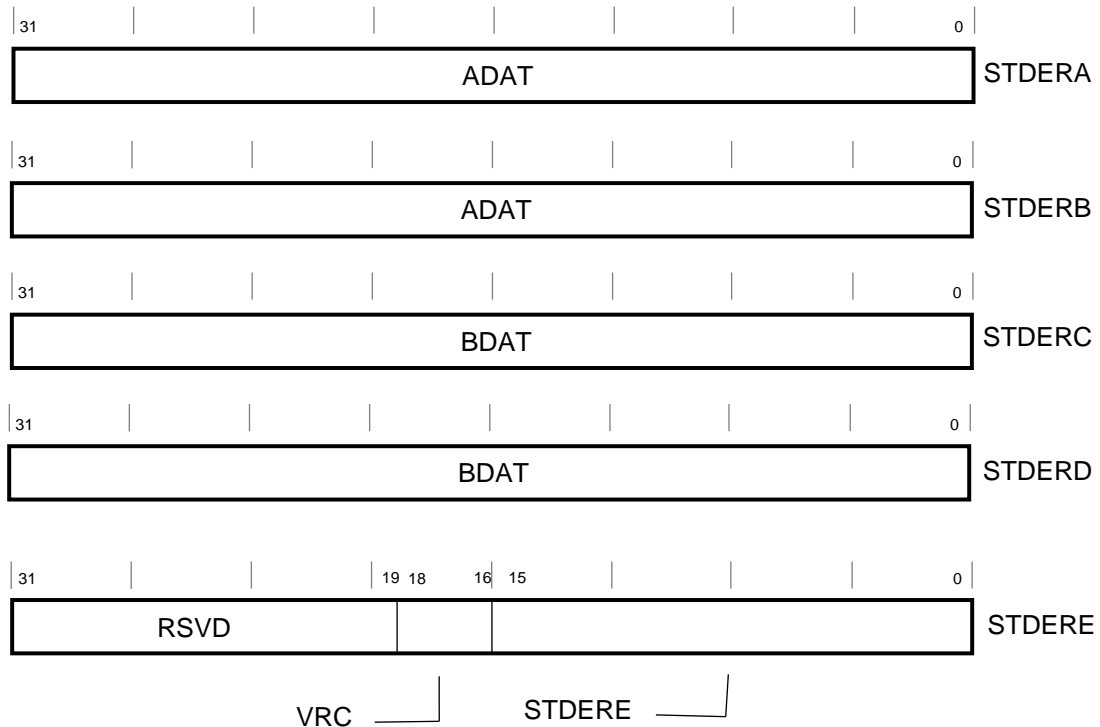 31 0
ADAT STDERA
31 0
ADAT STDERB
31 0
BDAT STDERC
31 0
BDAT STDERD
31 19 18 16 15 0
RSVD STDERE
VRC STDERE